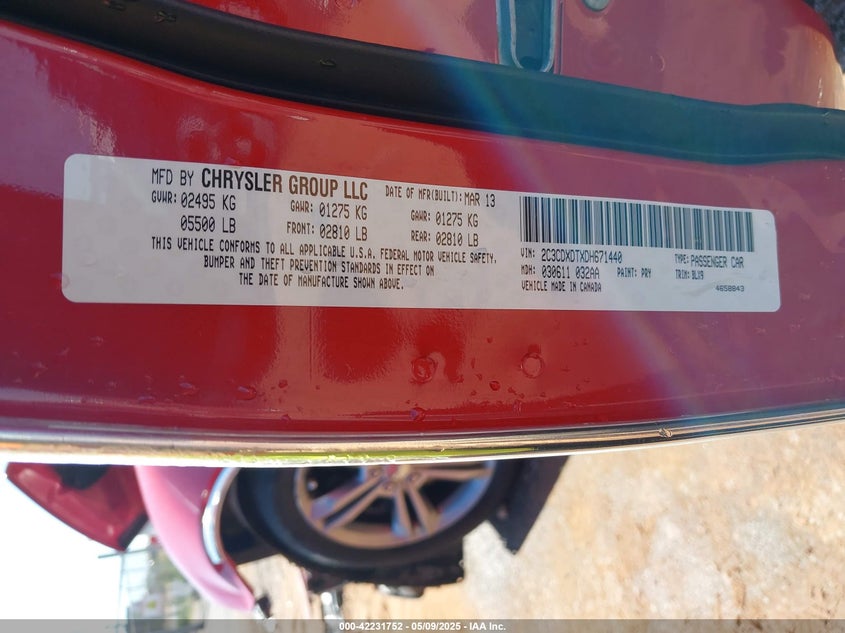 MFD BY CHRYSLER GROUP LLC DATE OF MFR(BUILT): MAR 13
GVWR: 02495 KG GAWR: 01275 KG GAWR: 01275 KG
05500 LB FRONT: 02810 LB REAR: 02810 LB
THIS VEHICLE CONFORMS TO ALL APPLICABLE U.S.A. FEDERAL MOTOR VEHICLE SAFETY,
BUMPER AND THEFT PREVENTION STANDARDS IN EFFECT ON
THE DATE OF MANUFACTURE SHOWN ABOVE.
VIN: 2C3CDXDTXDH671440 TYPE: PASSENGER CAR
MDH: 030611 032AA PAINT: PRY TRIM: BLX9
VEHICLE MADE IN CANADA 4658843
000-42231752 - 05/09/2025 - IAA Inc.